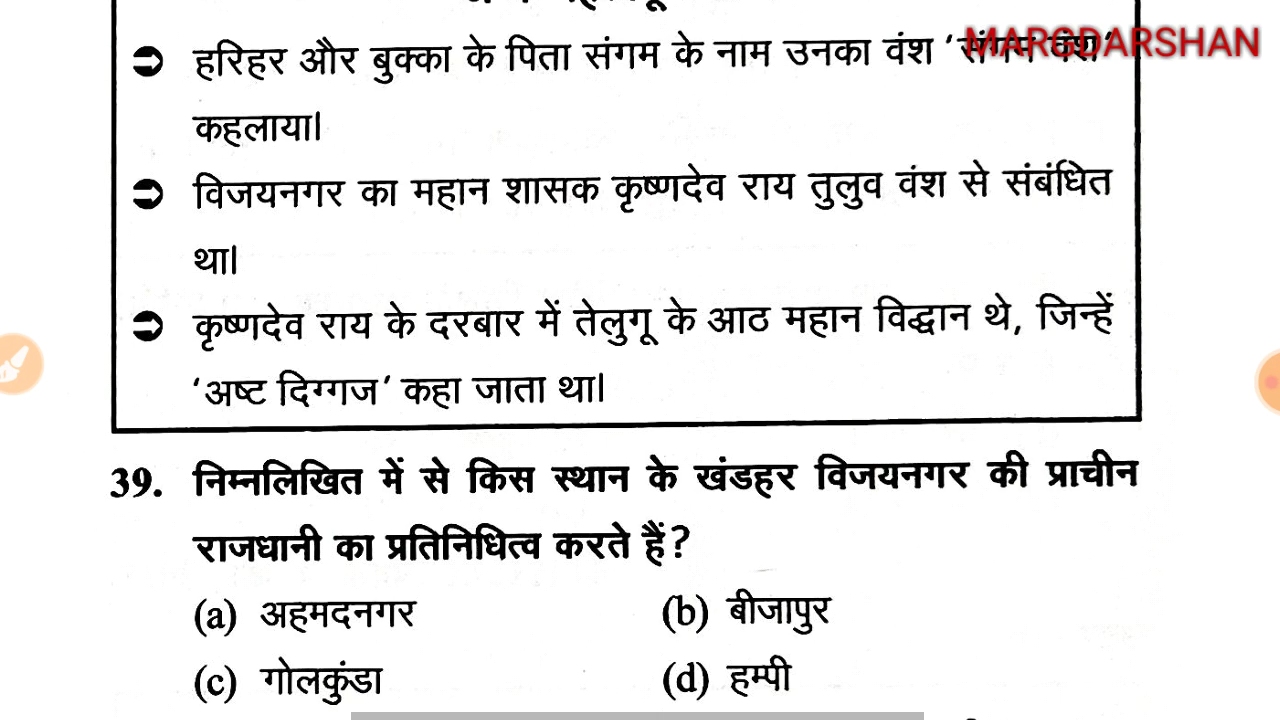 MARGDARSHAN
➲ हरिहर और बुक्का के पिता संगम के नाम उनका वंश ‘संगम वंश’
कहलाया।
➲ विजयनगर का महान शासक कृष्णदेव राय तुलुव वंश से संबंधित
था।
➲ कृष्णदेव राय के दरबार में तेलुगू के आठ महान विद्धान थे, जिन्हें
‘अष्ट दिग्गज’ कहा जाता था।
39. निम्नलिखित में से किस स्थान के खंडहर विजयनगर की प्राचीन
राजधानी का प्रतिनिधित्व करते हैं?
(a) अहमदनगर (b) बीजापुर
(c) गोलकुंडा (d) हम्पी